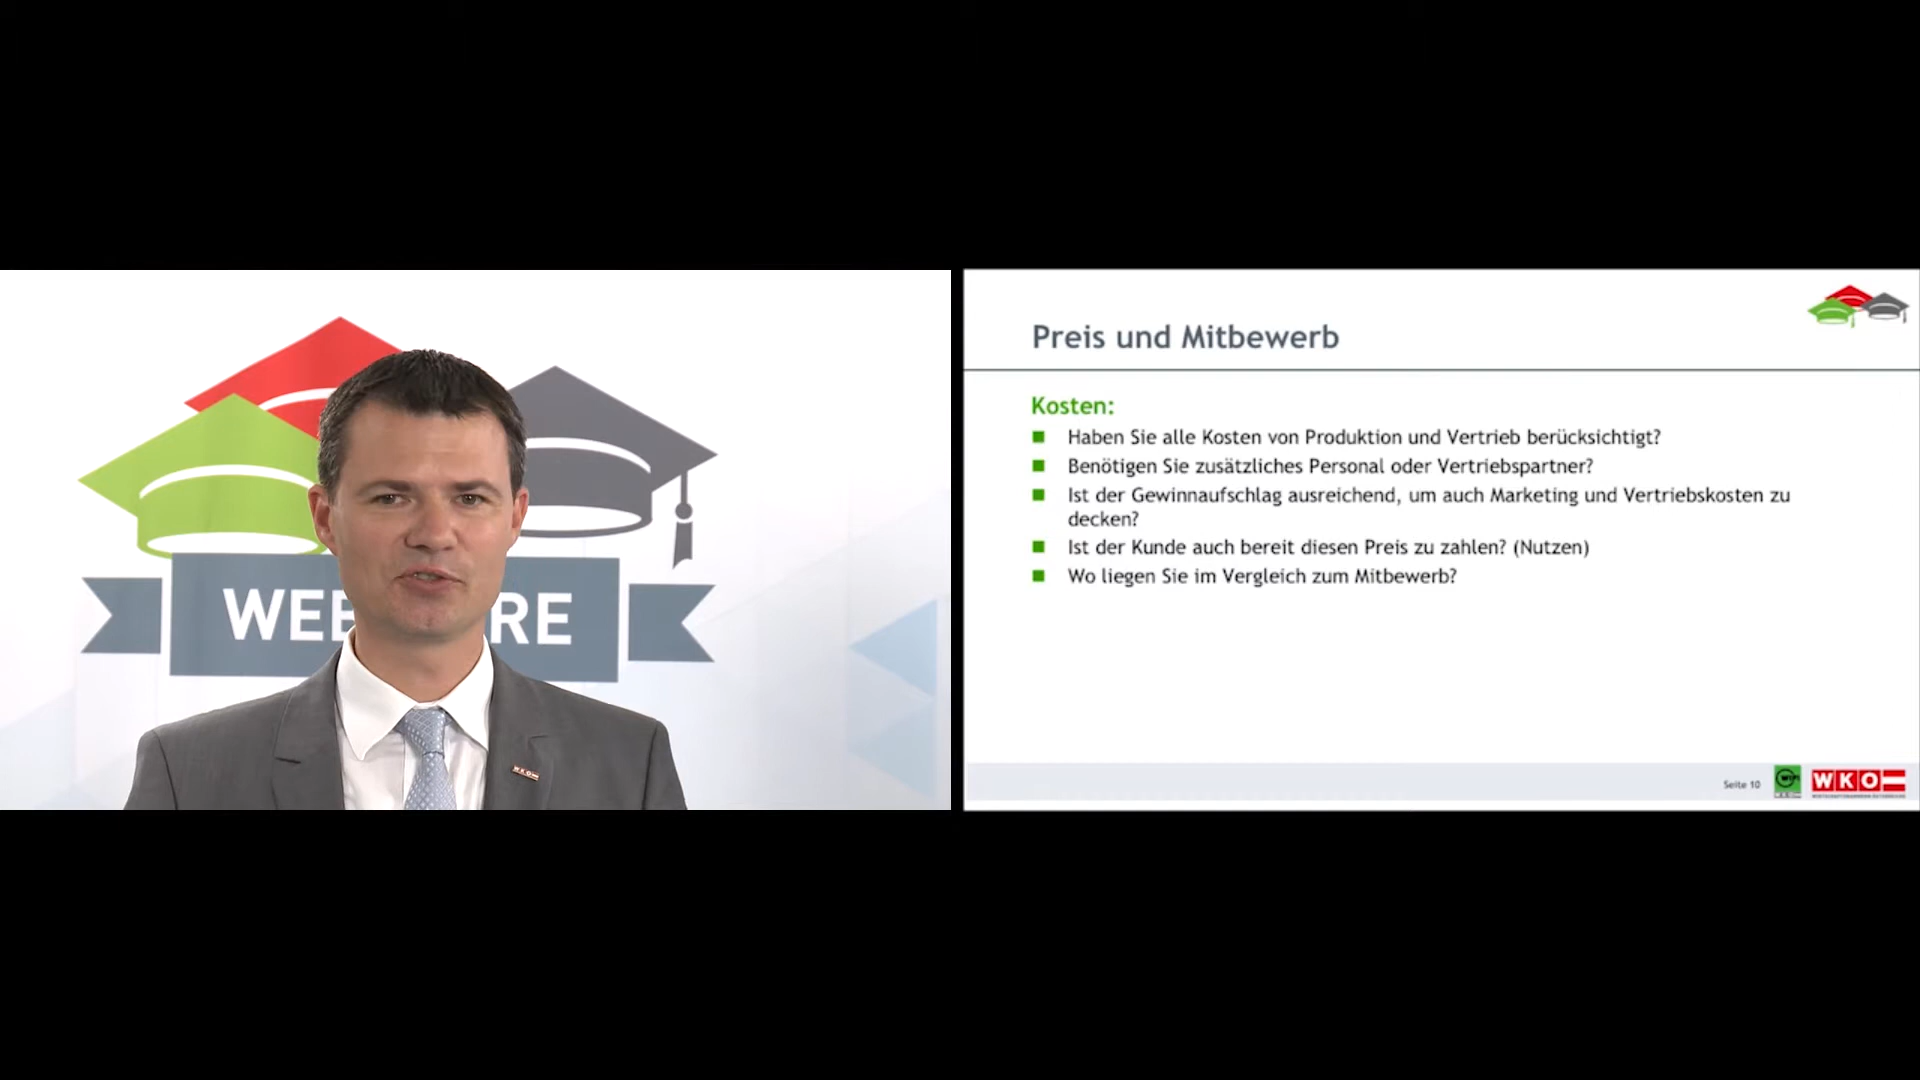 WEB
RE
WKO
Preis und Mitbewerb
Kosten:
Haben Sie alle Kosten von Produktion und Vertrieb berücksichtigt?
Benötigen Sie zusätzliches Personal oder Vertriebspartner?
Ist der Gewinnaufschlag ausreichend, um auch Marketing und Vertriebskosten zu
decken?
Ist der Kunde auch bereit diesen Preis zu zahlen? (Nutzen)
Wo liegen Sie im Vergleich zum Mitbewerb?
Seite 10
WKO